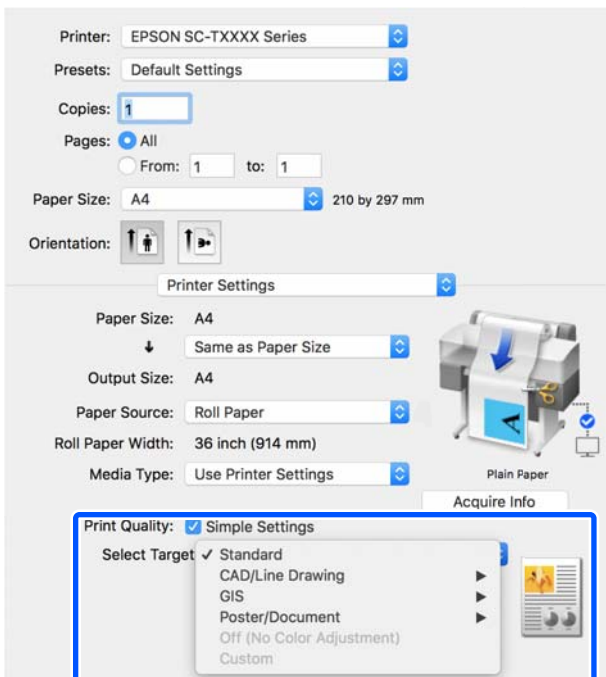 Printer: EPSON SC-TXXXX Series
Presets: Default Settings
Copies: 1
Pages: All
From: 1 to: 1
Paper Size: A4 210 by 297 mm
Orientation:
Printer Settings
Paper Size: A4
Same as Paper Size
Output Size: A4
Paper Source: Roll Paper
Roll Paper Width: 36 inch (914 mm)
Media Type: Use Printer Settings
Plain Paper
Acquire Info
Print Quality: Simple Settings
Select Target ✓ Standard
CAD/Line Drawing
GIS
Poster/Document
Off (No Color Adjustment)
Custom